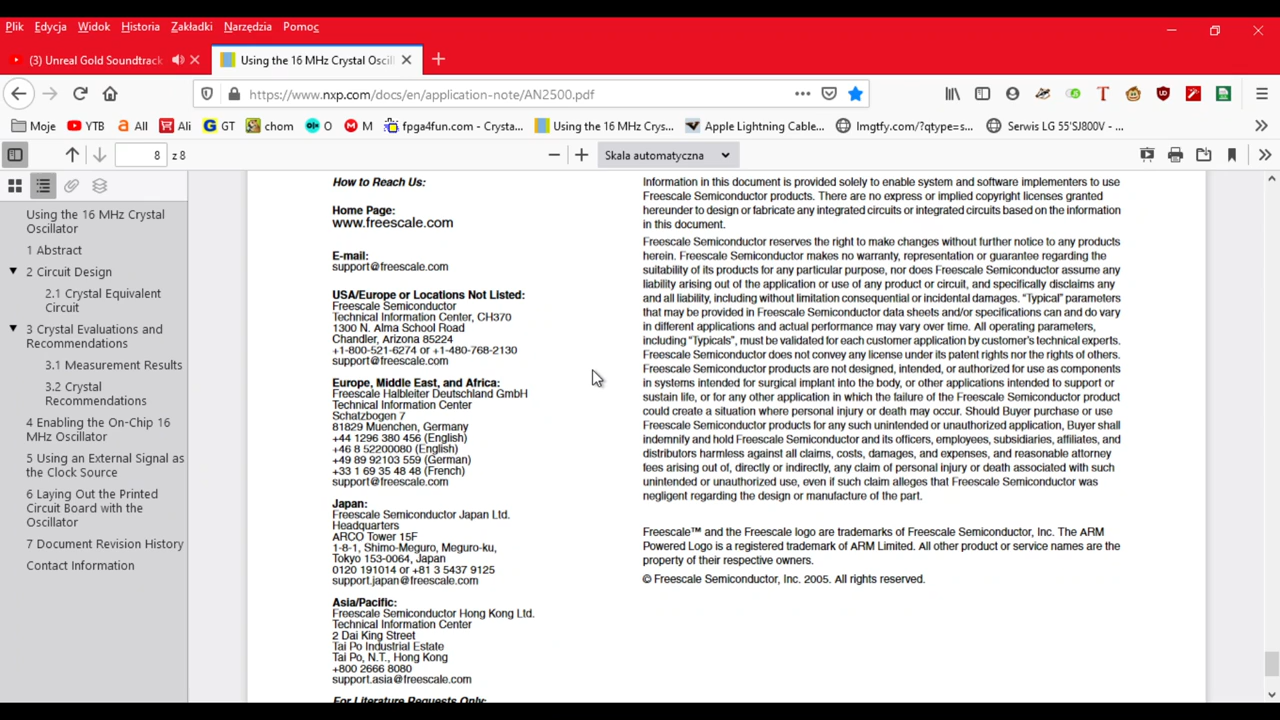 Plik Edycja Widok Historia Zakładki Narzędzia Pomoc
(3) Unreal Gold Soundtrack
Using the 16 MHz Crystal Oscil
https://www.nxp.com/docs/en/application-note/AN2500.pdf
Moje YTB All Ali GT chom O M fpga4fun.com - Crysta... Using the 16 MHz Crys... Apple Lightning Cable... lmgtfy.com/?qtype=s... Serwis LG 55'SJ800V - ...
8 z 8 Skala automatyczna
Using the 16 MHz Crystal
Oscillator
1 Abstract
2 Circuit Design
2.1 Crystal Equivalent
Circuit
3 Crystal Evaluations and
Recommendations
3.1 Measurement Results
3.2 Crystal
Recommendations
4 Enabling the On-Chip 16
MHz Oscillator
5 Using an External Signal as
the Clock Source
6 Laying Out the Printed
Circuit Board with the
Oscillator
7 Document Revision History
Contact Information
How to Reach Us:
Home Page:
www.freescale.com
E-mail:
support@freescale.com
USA/Europe or Locations Not Listed:
Freescale Semiconductor
Technical Information Center, CH370
1300 N. Alma School Road
Chandler, Arizona 85224
+1-800-521-6274 or +1-480-768-2130
support@freescale.com
Europe, Middle East, and Africa:
Freescale Halbleiter Deutschland GmbH
Technical Information Center
Schatzbogen 7
81829 Muenchen, Germany
+44 1296 380 456 (English)
+46 8 52200080 (English)
+49 89 92103 559 (German)
+33 1 69 35 48 48 (French)
support@freescale.com
Japan:
Freescale Semiconductor Japan Ltd.
Headquarters
ARCO Tower 15F
1-8-1, Shimo-Meguro, Meguro-ku,
Tokyo 153-0064, Japan
0120 191014 or +81 3 5437 9125
support.japan@freescale.com
Asia/Pacific:
Freescale Semiconductor Hong Kong Ltd.
Technical Information Center
2 Dai King Street
Tai Po Industrial Estate
Tai Po, N.T., Hong Kong
+800 2666 8080
support.asia@freescale.com
For Literature Requests Only:
Information in this document is provided solely to enable system and software implementers to use
Freescale Semiconductor products. There are no express or implied copyright licenses granted
hereunder to design or fabricate any integrated circuits or integrated circuits based on the information
in this document.
Freescale Semiconductor reserves the right to make changes without further notice to any products
herein. Freescale Semiconductor makes no warranty, representation or guarantee regarding the
suitability of its products for any particular purpose, nor does Freescale Semiconductor assume any
liability arising out of the application or use of any product or circuit, and specifically disclaims any
and all liability, including without limitation consequential or incidental damages. “Typical” parameters
that may be provided in Freescale Semiconductor data sheets and/or specifications can and do vary
in different applications and actual performance may vary over time. All operating parameters,
including “Typicals”, must be validated for each customer application by customer’s technical experts.
Freescale Semiconductor does not convey any license under its patent rights nor the rights of others.
Freescale Semiconductor products are not designed, intended, or authorized for use as components
in systems intended for surgical implant into the body, or other applications intended to support or
sustain life, or for any other application in which the failure of the Freescale Semiconductor product
could create a situation where personal injury or death may occur. Should Buyer purchase or use
Freescale Semiconductor products for any such unintended or unauthorized application, Buyer shall
indemnify and hold Freescale Semiconductor and its officers, employees, subsidiaries, affiliates, and
distributors harmless against all claims, costs, damages, and expenses, and reasonable attorney
fees arising out of, directly or indirectly, any claim of personal injury or death associated with such
unintended or unauthorized use, even if such claim alleges that Freescale Semiconductor was
negligent regarding the design or manufacture of the part.
Freescale™ and the Freescale logo are trademarks of Freescale Semiconductor, Inc. The ARM
Powered Logo is a registered trademark of ARM Limited. All other product or service names are the
property of their respective owners.
© Freescale Semiconductor, Inc. 2005. All rights reserved.